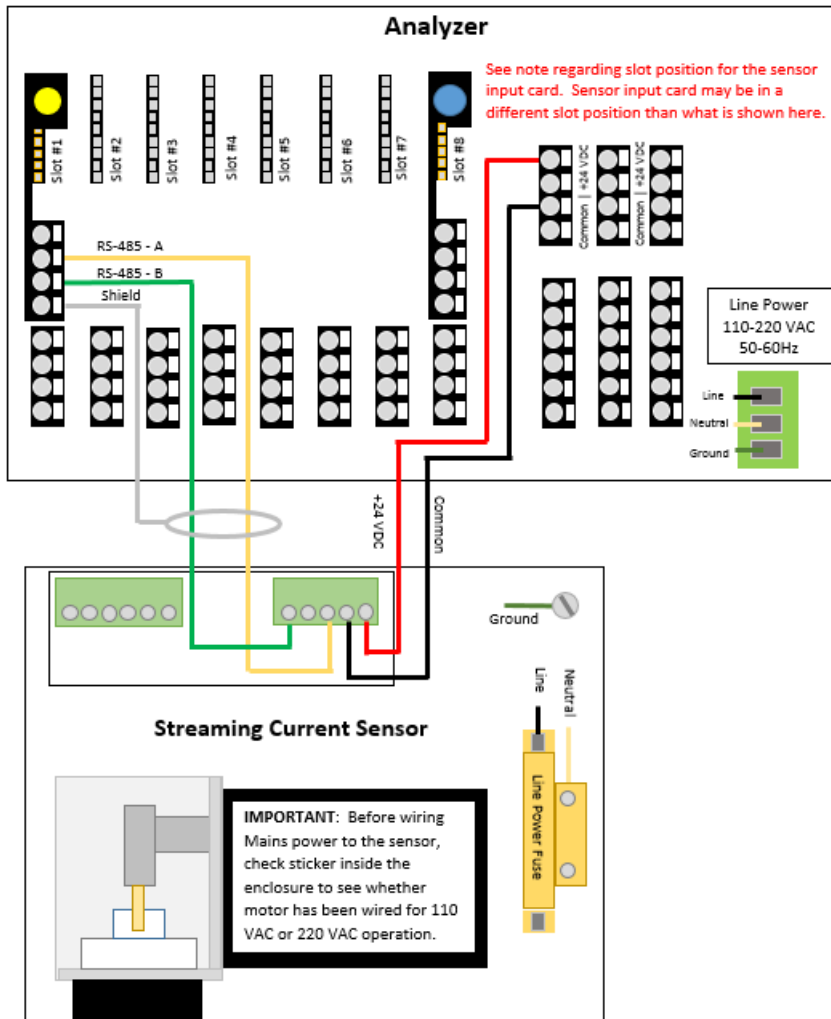 Analyzer
See note regarding slot position for the sensor
input card. Sensor input card may be in a
different slot position than what is shown here.
Slot #1
Slot #2
Slot #3
Slot #4
Slot #5
Slot #6
Slot #7
Slot #8
Common | +24 VDC
Common | +24 VDC
RS-485 - A
RS-485 - B
Shield
Line Power
110-220 VAC
50-60Hz
Line
Neutral
Ground
+24 VDC
Common
Ground
Line
Neutral
Streaming Current Sensor
Line Power Fuse
IMPORTANT: Before wiring
Mains power to the sensor,
check sticker inside the
enclosure to see whether
motor has been wired for 110
VAC or 220 VAC operation.